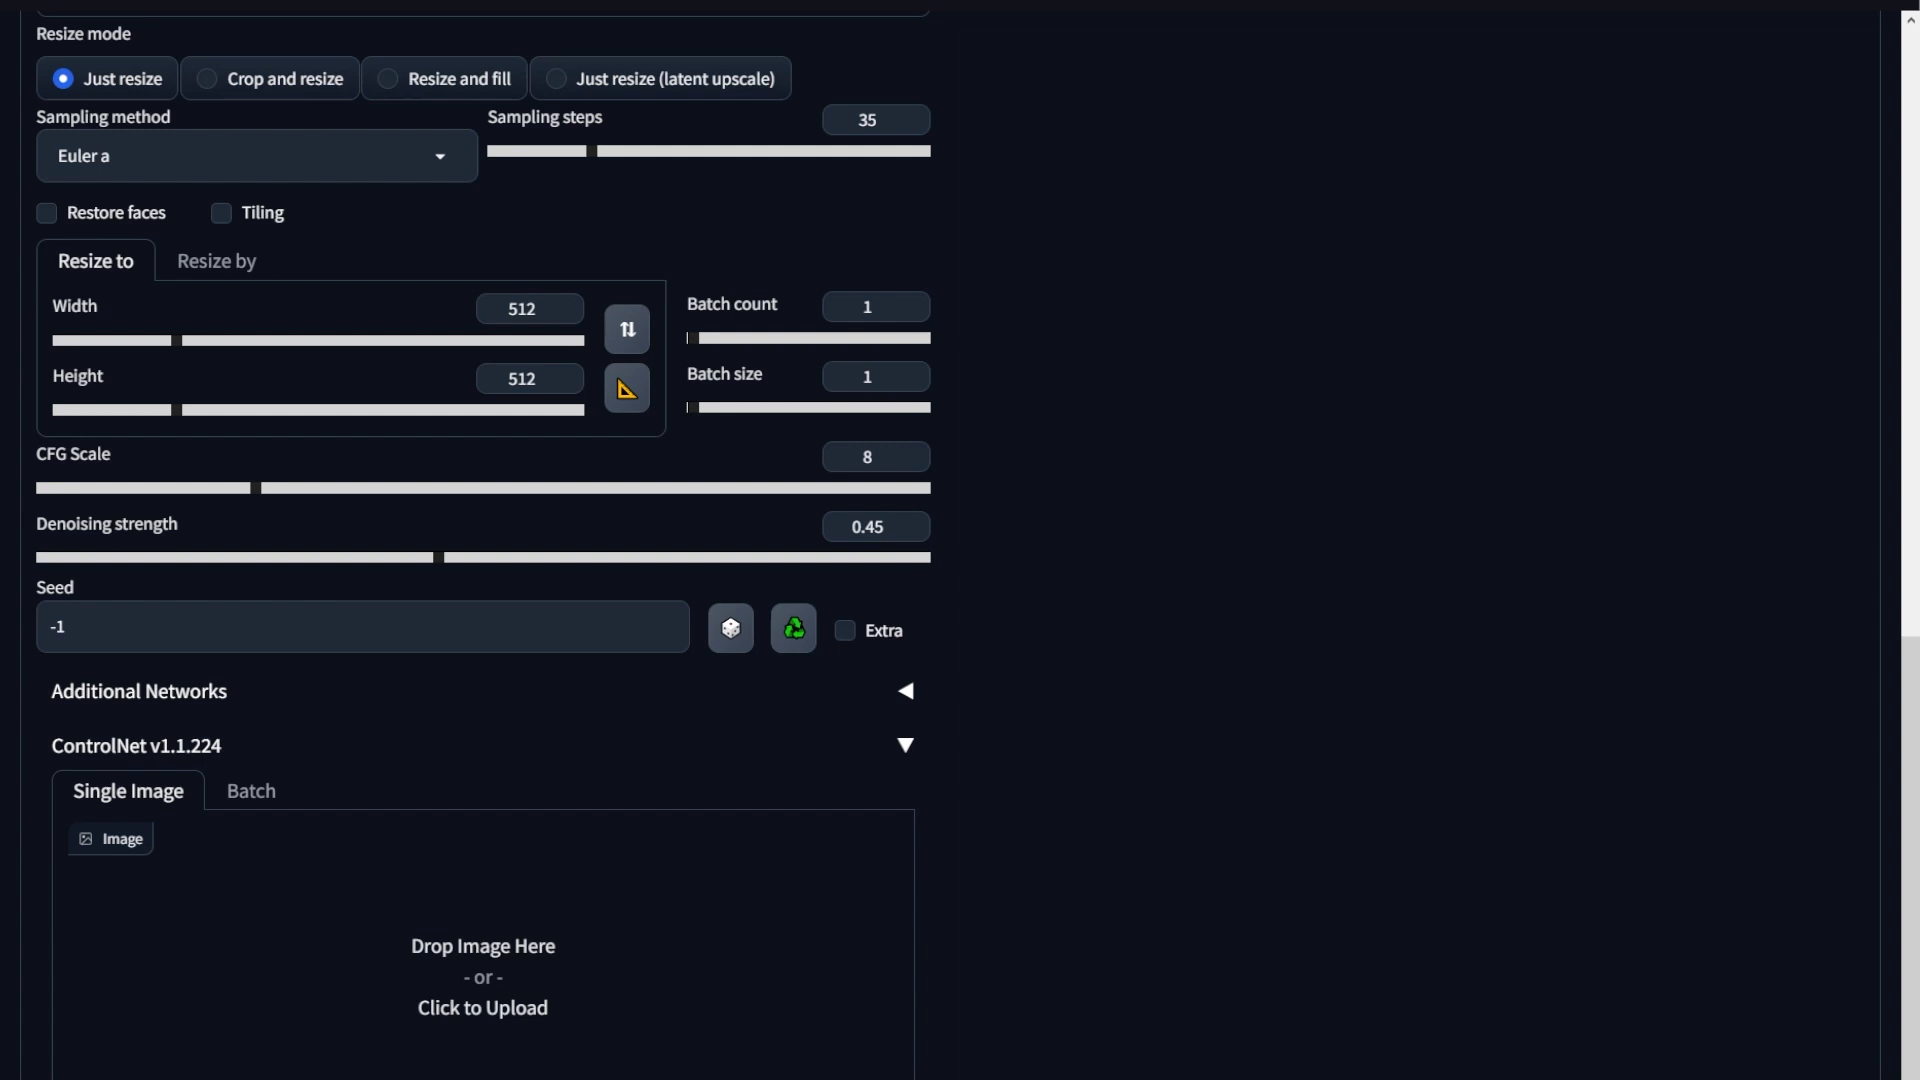 Resize mode
Just resize Crop and resize Resize and fill Just resize (latent upscale)
Sampling method Sampling steps 35
Euler a
Restore faces Tiling
Resize to Resize by
Width 512 Batch count 1
Height 512 Batch size 1
CFG Scale 8
Denoising strength 0.45
Seed
-1 Extra
Additional Networks
ControlNet v1.1.224
Single Image Batch
Image
Drop Image Here
- or -
Click to Upload